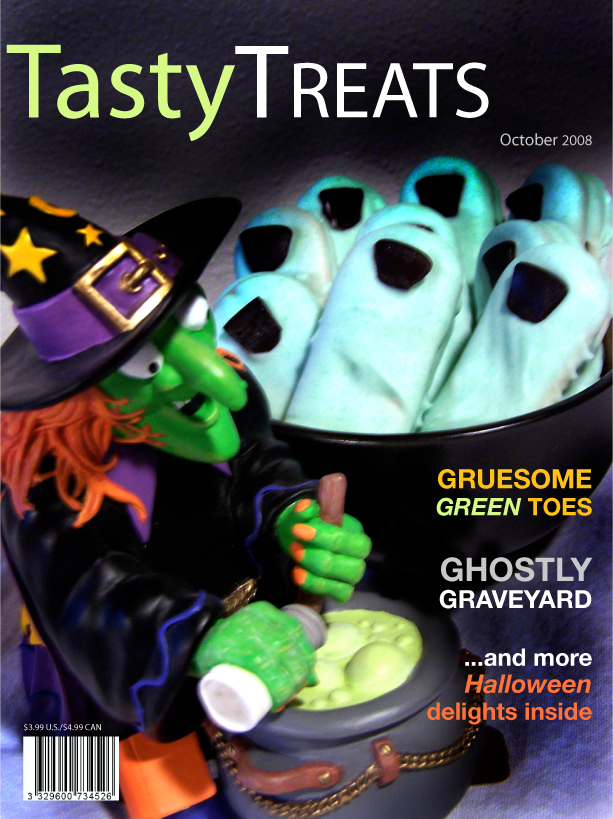 TastyTREATS
October 2008
GRUESOME
GREEN TOES
GHOSTLY
GRAVEYARD
...and more
Halloween
delights inside
$3.99 U.S./$4.99 CAN
3 329600 734526